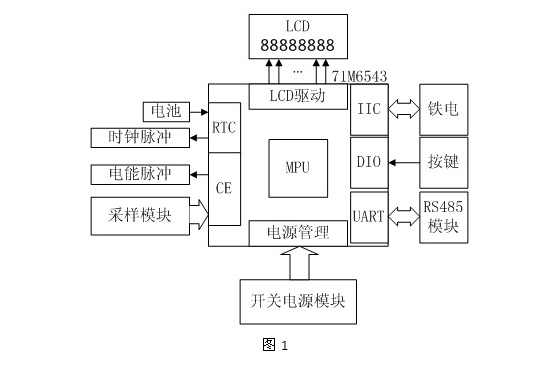 LCD
88888888
...
71M6543
LCD驱动
IIC
铁电
电池
RTC
时钟脉冲
MPU
DIO
按键
电能脉冲
CE
采样模块
UART
RS485
模块
电源管理
开关电源模块
图 1